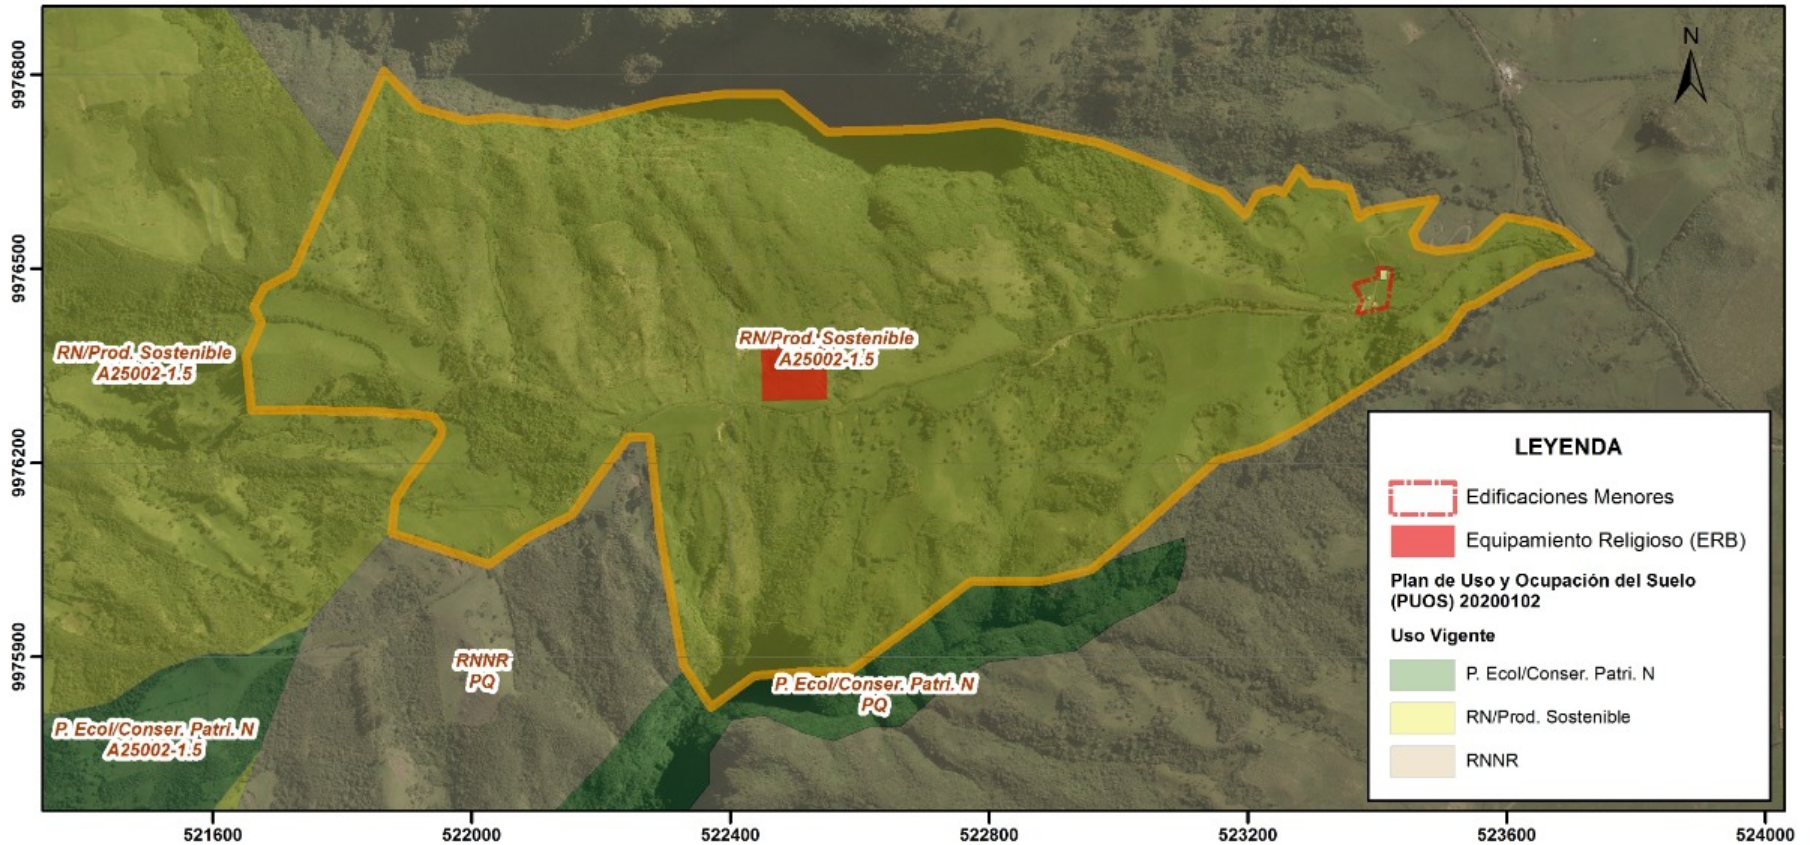 N
9976800
9976500
9976200
9975900
RN/Prod. Sostenible
A25002-1.5
RN/Prod. Sostenible
A25002-1.5
RNNR
PQ
P. Ecol/Conser. Patri. N
PQ
P. Ecol/Conser. Patri. N
A25002-1.5
LEYENDA
Edificaciones Menores
Equipamiento Religioso (ERB)
Plan de Uso y Ocupación del Suelo
(PUOS) 20200102
Uso Vigente
P. Ecol/Conser. Patri. N
RN/Prod. Sostenible
RNNR
521600
522000
522400
522800
523200
523600
524000